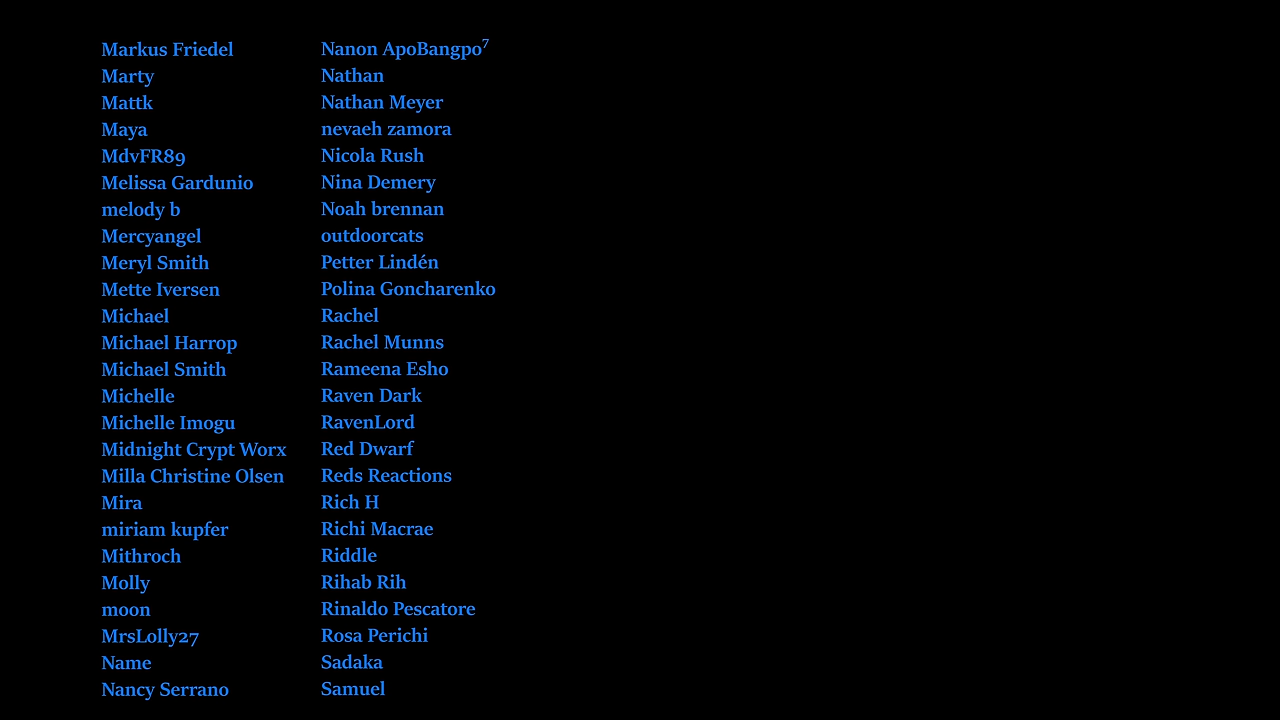 Markus Friedel
Marty
Mattk
Maya
MdvFR89
Melissa Gardunio
melody b
Mercyangel
Meryl Smith
Mette Iversen
Michael
Michael Harrop
Michael Smith
Michelle
Michelle Imogu
Midnight Crypt Worx
Milla Christine Olsen
Mira
miriam kupfer
Mithroch
Molly
moon
MrsLolly27
Name
Nancy Serrano
Nanon ApoBangpo⁷
Nathan
Nathan Meyer
nevaeh zamora
Nicola Rush
Nina Demery
Noah brennan
outdoorcats
Petter Lindén
Polina Goncharenko
Rachel
Rachel Munns
Rameena Esho
Raven Dark
RavenLord
Red Dwarf
Reds Reactions
Rich H
Richi Macrae
Riddle
Rihab Rih
Rinaldo Pescatore
Rosa Perichi
Sadaka
Samuel